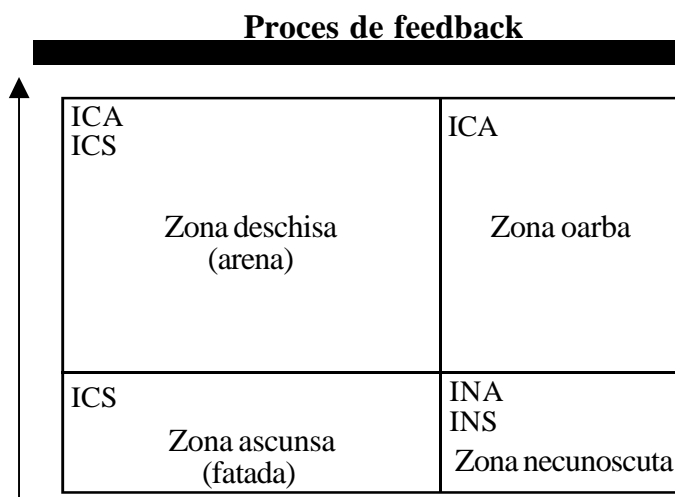 Proces de feedback
ICA
ICS
Zona deschisa
(arena)
ICA
Zona oarba
ICS
Zona ascunsa
(fatada)
INA
INS
Zona necunoscuta